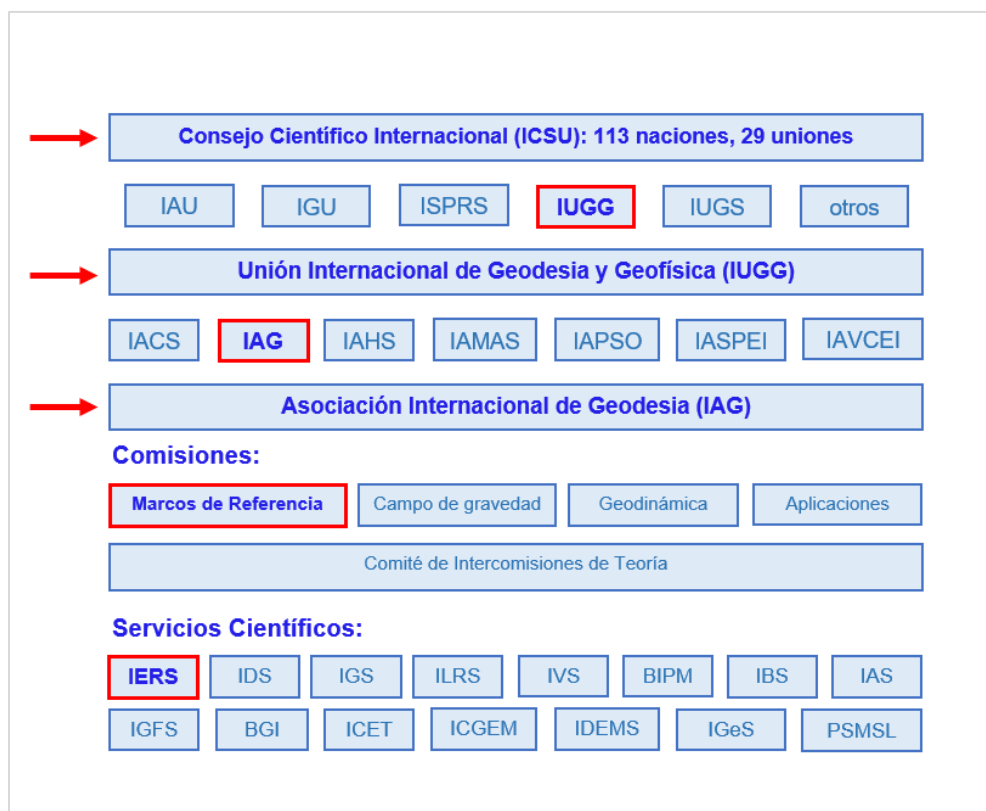 Consejo Científico Internacional (ICSU): 113 naciones, 29 uniones
IAU IGU ISPRS IUGG IUGS otros
Unión Internacional de Geodesia y Geofísica (IUGG)
IACS IAG IAHS IAMAS IAPSO IASPEI IAVCEI
Asociación Internacional de Geodesia (IAG)
Comisiones:
Marcos de Referencia Campo de gravedad Geodinámica Aplicaciones
Comité de Intercomisiones de Teoría
Servicios Científicos:
IERS IDS IGS ILRS IVS BIPM IBS IAS
IGFS BGI ICET ICGEM IDEMS IGeS PSMSL